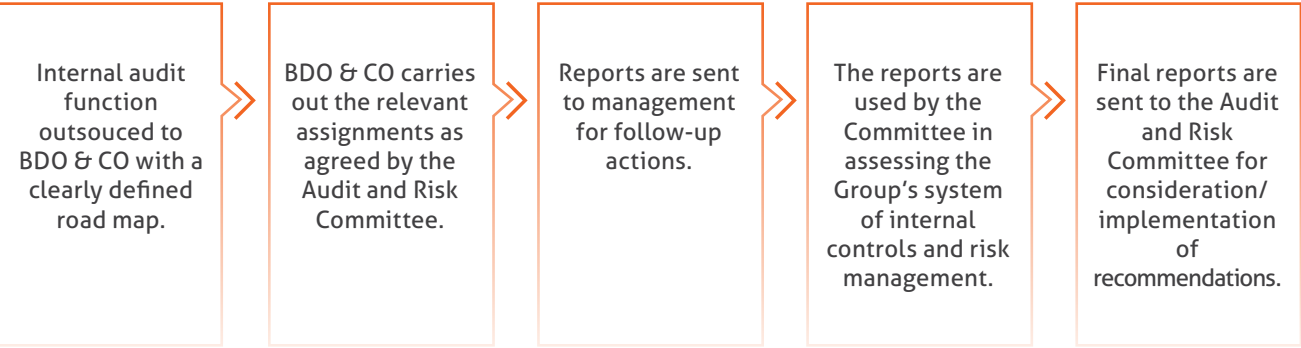 Internal audit
function
outsouced to
BDO & CO with a
clearly defined
road map.
BDO & CO carries
out the relevant
assignments as
agreed by the
Audit and Risk
Committee.
Reports are sent
to management
for follow-up
actions.
The reports are
used by the
Committee in
assessing the
Group’s system
of internal
controls and risk
management.
Final reports are
sent to the Audit
and Risk
Committee for
consideration/
implementation
of
recommendations.